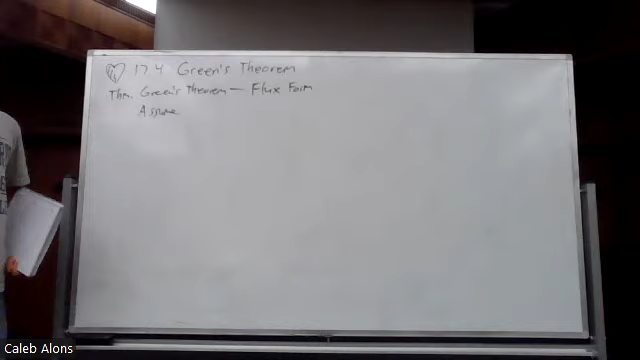 17.4 Green's Theorem
Thm. Green's Theorem — Flux Form
Assume
Caleb Alons